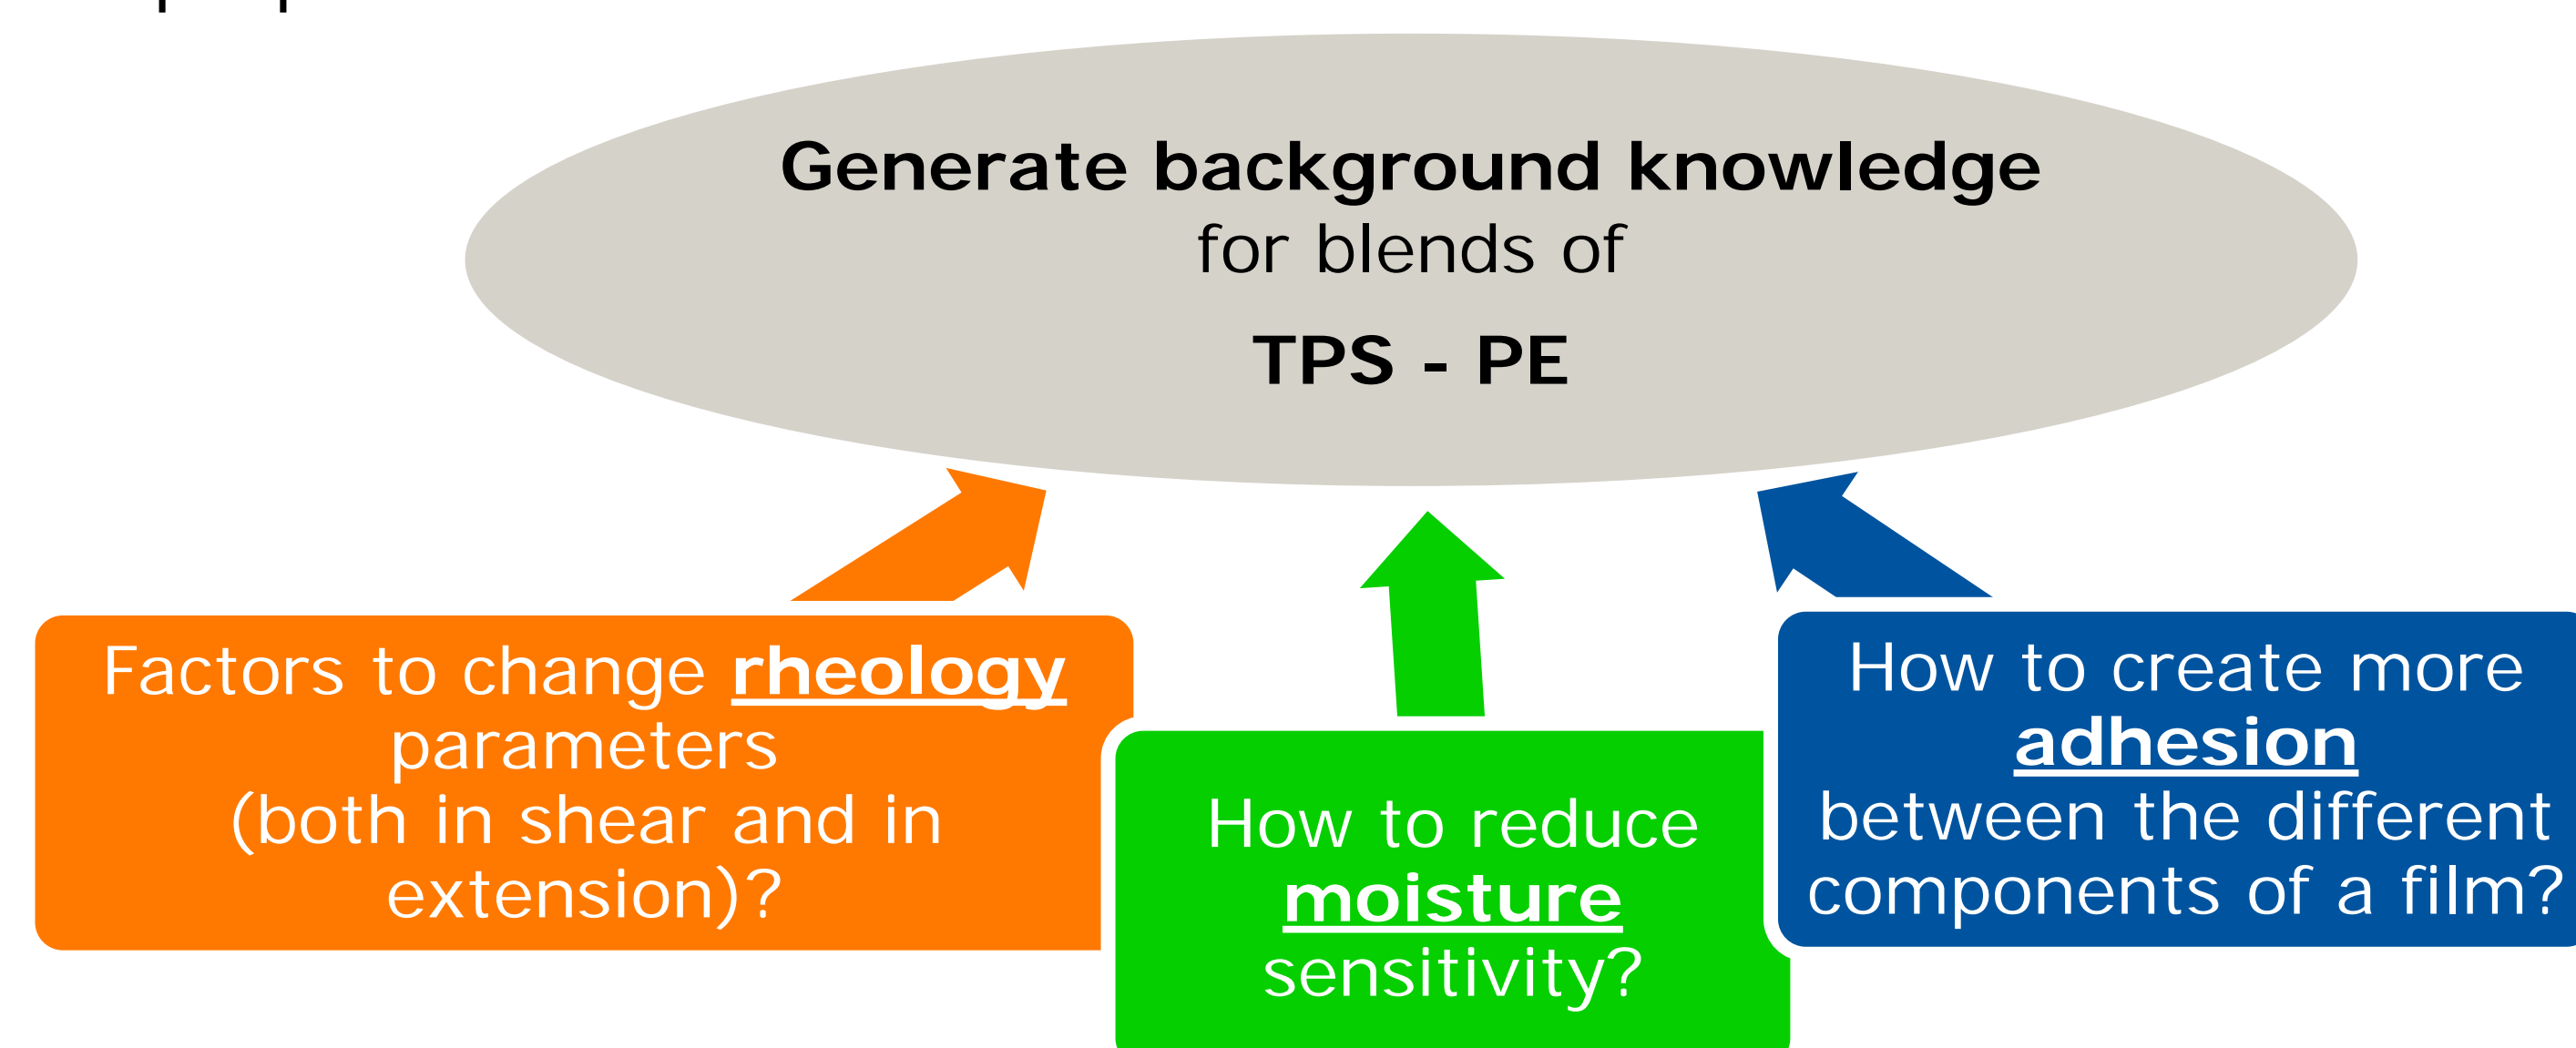 Generate background knowledge
for blends of
TPS - PE
Factors to change rheology
parameters
(both in shear and in
extension)?
How to reduce
moisture
sensitivity?
How to create more
adhesion
between the different
components of a film?